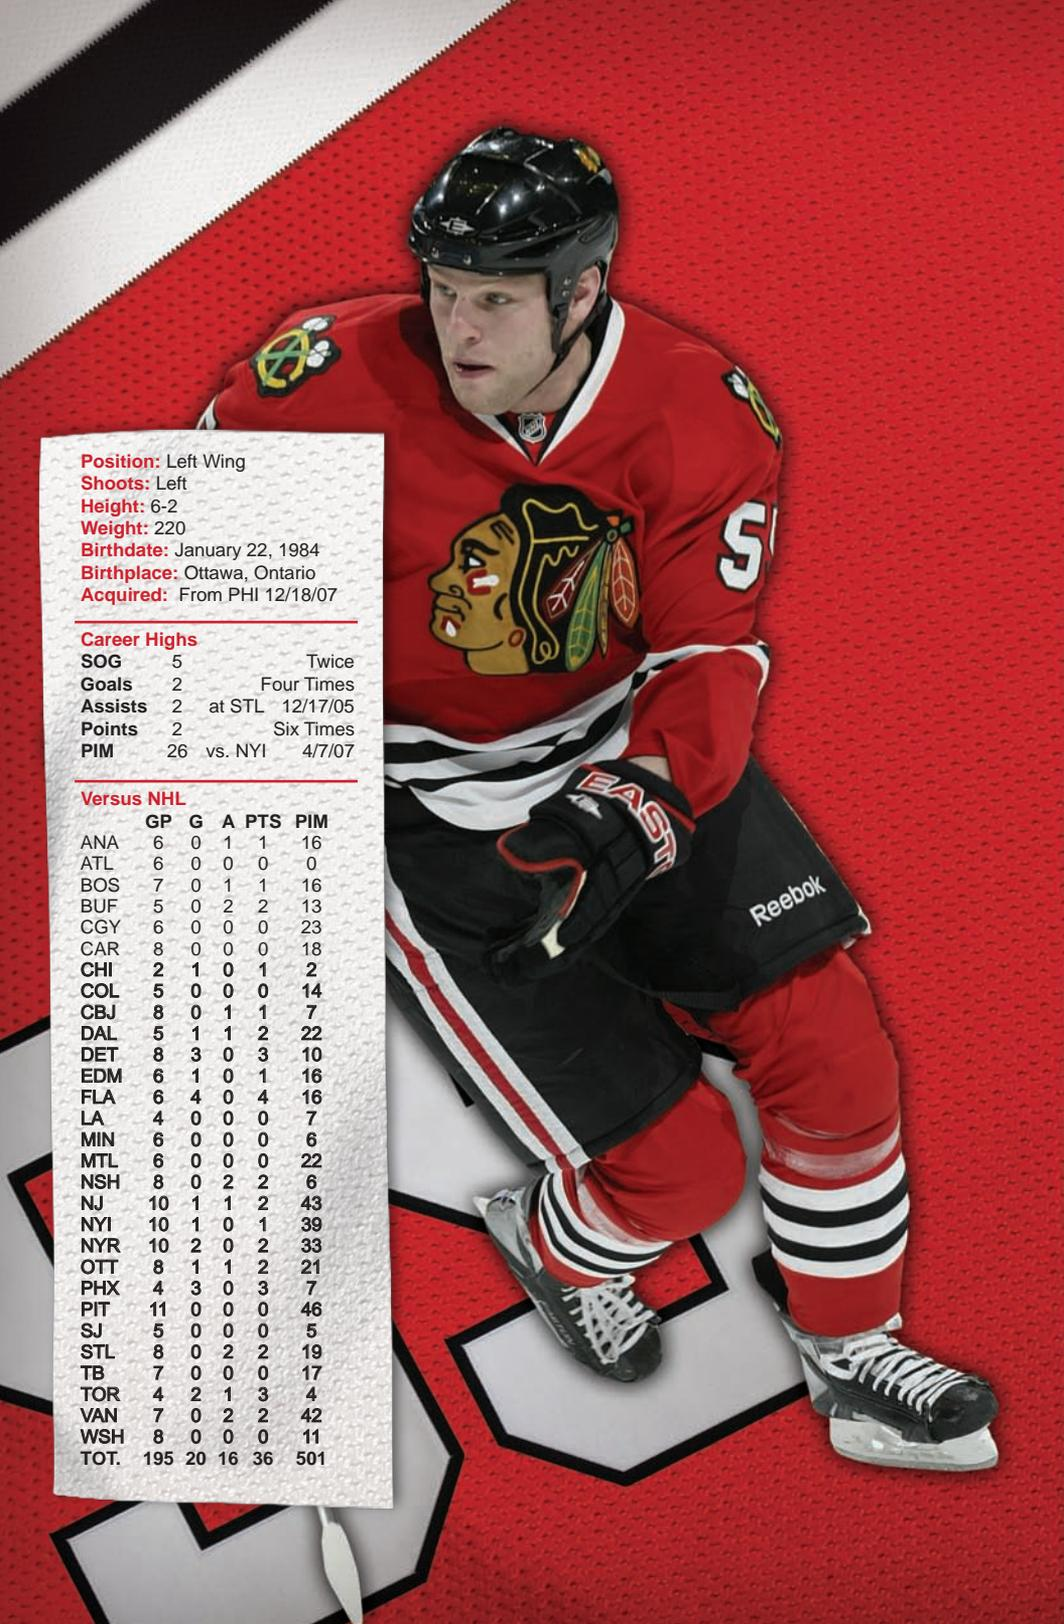 Position: Left Wing
Shoots: Left
Height: 6-2
Weight: 220
Birthdate: January 22, 1984
Birthplace: Ottawa, Ontario
Acquired: From PHI 12/18/07
Career Highs
SOG 5 Twice
Goals 2 Four Times
Assists 2 at STL 12/17/05
Points 2 Six Times
PIM 26 vs. NYI 4/7/07
Versus NHL
GP G A PTS PIM
ANA 6 0 1 1 16
ATL 6 0 0 0 0
BOS 7 0 1 1 16
BUF 5 0 2 2 13
CGY 6 0 0 0 23
CAR 8 0 0 0 18
CHI 2 1 0 1 2
COL 5 0 0 0 14
CBJ 8 0 1 1 7
DAL 5 1 1 2 22
DET 8 3 0 3 10
EDM 6 1 0 1 16
FLA 6 4 0 4 16
LA 4 0 0 0 7
MIN 6 0 0 0 6
MTL 6 0 0 0 22
NSH 8 0 2 2 6
NJ 10 1 1 2 43
NYI 10 1 0 1 39
NYR 10 2 0 2 33
OTT 8 1 1 2 21
PHX 4 3 0 3 7
PIT 11 0 0 0 46
SJ 5 0 0 0 5
STL 8 0 2 2 19
TB 7 0 0 0 17
TOR 4 2 1 3 4
VAN 7 0 2 2 42
WSH 8 0 0 0 11
TOT. 195 20 16 36 501
5
EAST
Reebok